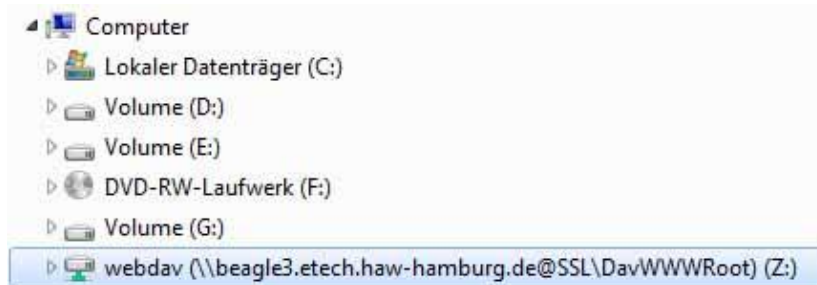 Computer
Lokaler Datenträger (C:)
Volume (D:)
Volume (E:)
DVD-RW-Laufwerk (F:)
Volume (G:)
webdav (\\beagle3.etech.haw-hamburg.de@SSL\DavWWWRoot) (Z:)